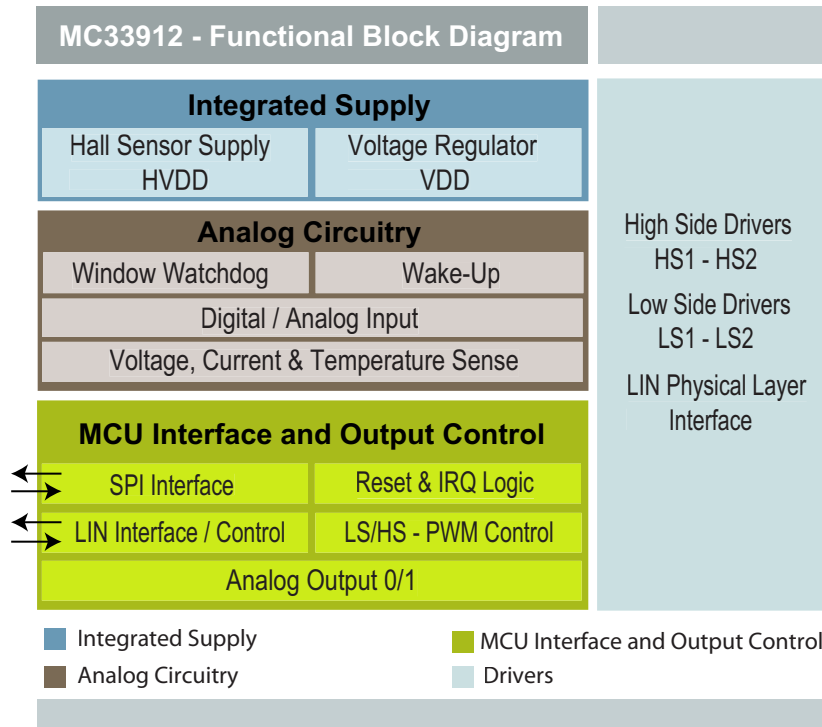 MC33912 - Functional Block Diagram
Integrated Supply
Hall Sensor Supply
HVDD
Voltage Regulator
VDD
Analog Circuitry
Window Watchdog
Wake-Up
Digital / Analog Input
Voltage, Current & Temperature Sense
MCU Interface and Output Control
SPI Interface
Reset & IRQ Logic
LIN Interface / Control
LS/HS - PWM Control
Analog Output 0/1
High Side Drivers
HS1 - HS2
Low Side Drivers
LS1 - LS2
LIN Physical Layer
Interface
Integrated Supply
MCU Interface and Output Control
Analog Circuitry
Drivers